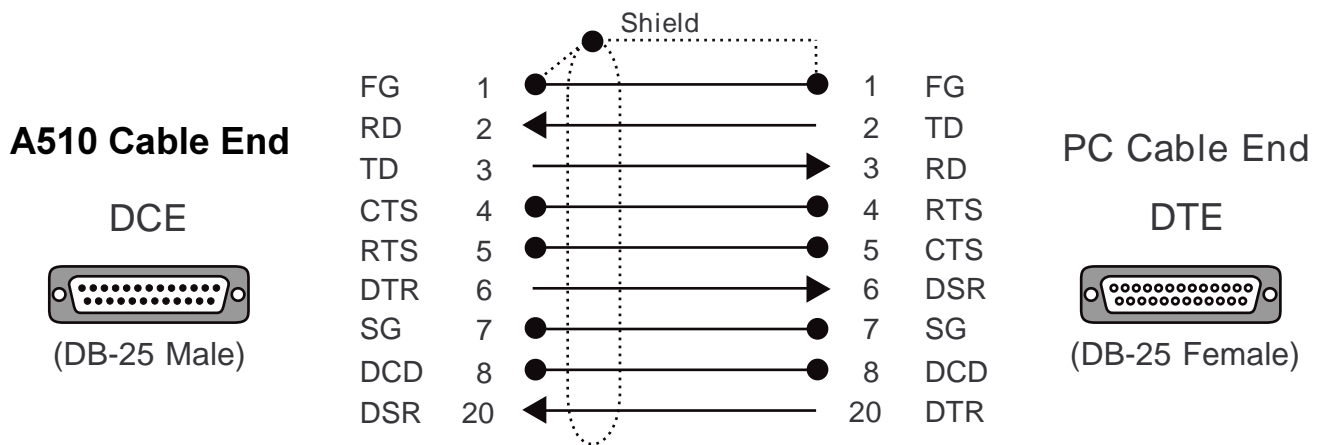 Shield
FG 1 1 FG
RD 2 2 TD
TD 3 3 RD
CTS 4 4 RTS
RTS 5 5 CTS
DTR 6 6 DSR
SG 7 7 SG
DCD 8 8 DCD
DSR 20 20 DTR
A510 Cable End
DCE
(DB-25 Male)
PC Cable End
DTE
(DB-25 Female)